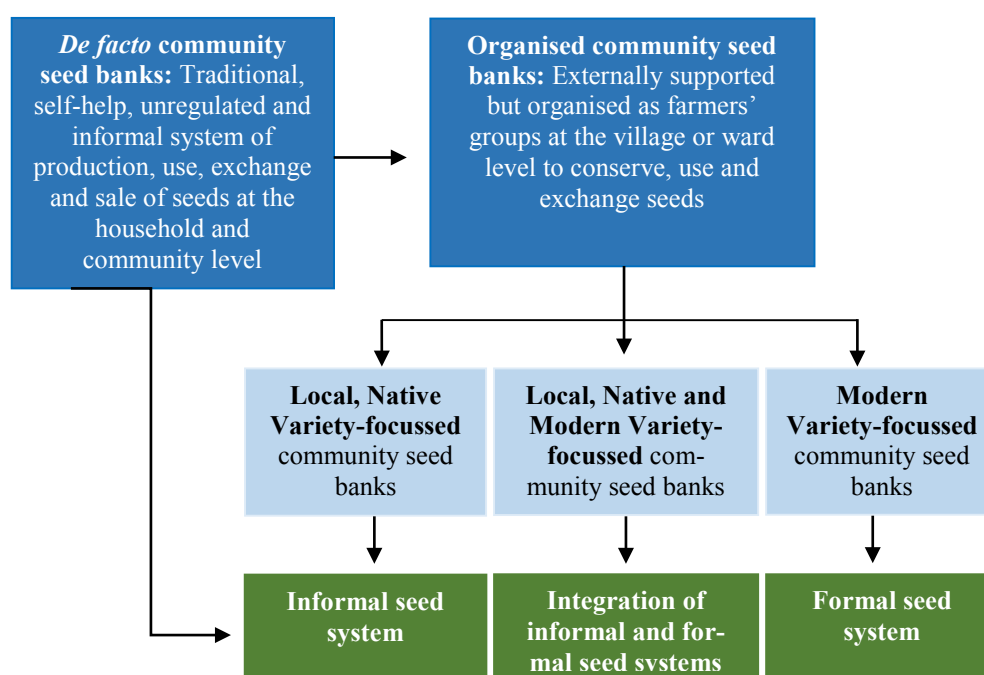 De facto community
seed banks: Traditional,
self-help, unregulated and
informal system of
production, use, exchange
and sale of seeds at the
household and
community level
Organised community seed
banks: Externally supported
but organised as farmers’
groups at the village or ward
level to conserve, use and
exchange seeds
Local, Native
Variety-focussed
community seed
banks
Local, Native and
Modern Variety-
focussed com-
munity seed banks
Modern
Variety-focussed
community seed
banks
Informal seed
system
Integration of
informal and for-
mal seed systems
Formal seed
system